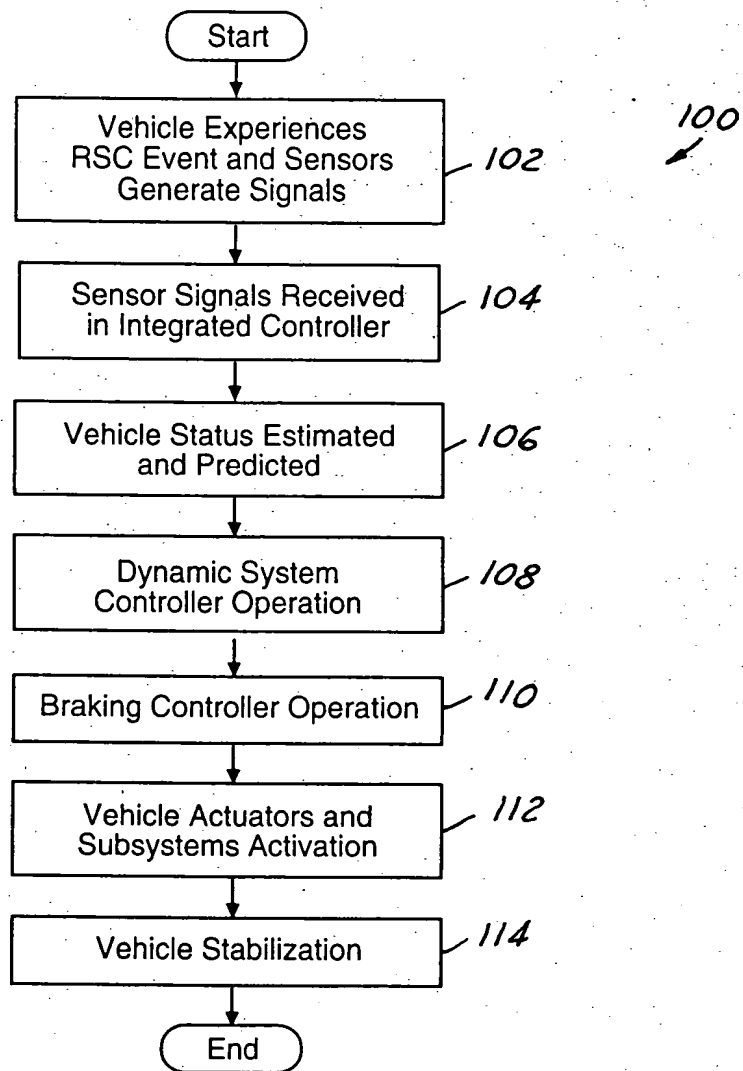 Start
100
Vehicle Experiences
RSC Event and Sensors
Generate Signals
102
Sensor Signals Received
in Integrated Controller
104
Vehicle Status Estimated
and Predicted
106
Dynamic System
Controller Operation
108
Braking Controller Operation
110
Vehicle Actuators and
Subsystems Activation
112
Vehicle Stabilization
114
End